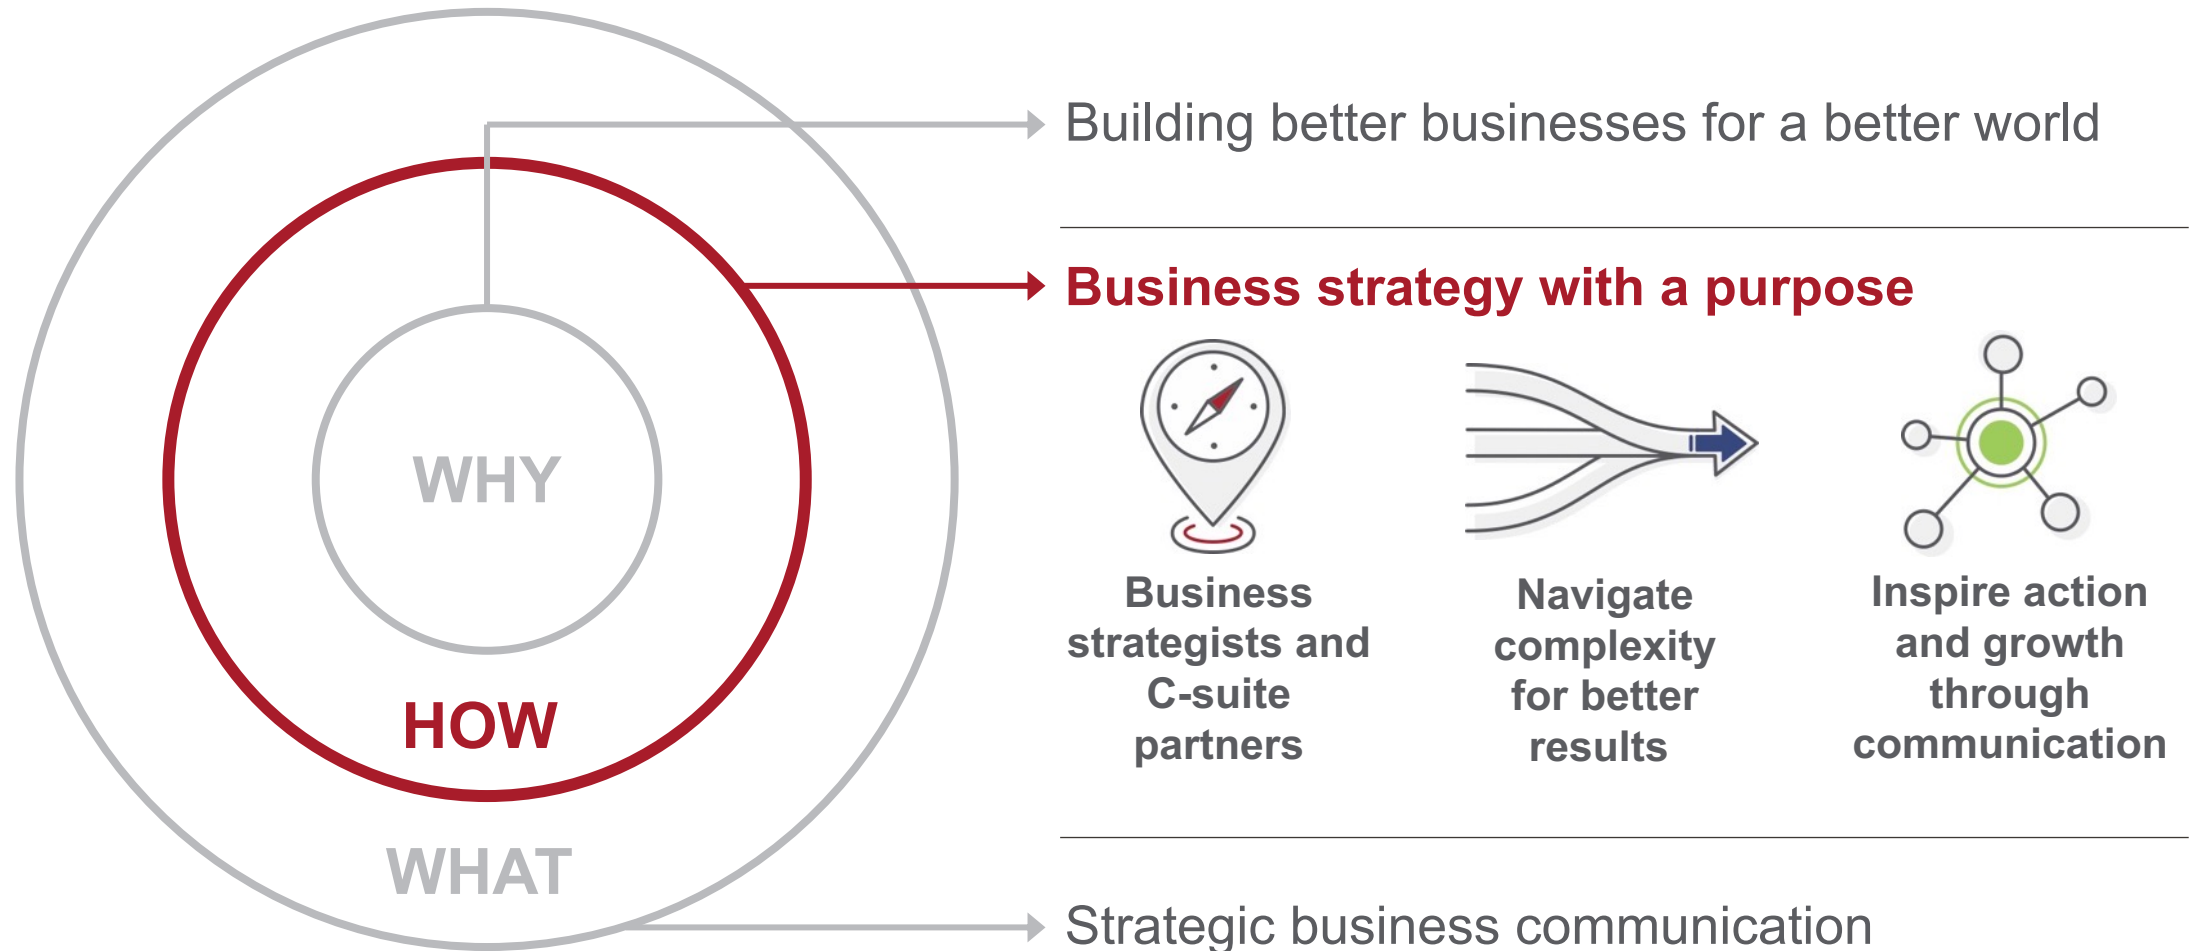 WHY
HOW
WHAT
Building better businesses for a better world
Business strategy with a purpose
Business
strategists and
C-suite
partners
Navigate
complexity
for better
results
Inspire action
and growth
through
communication
Strategic business communication